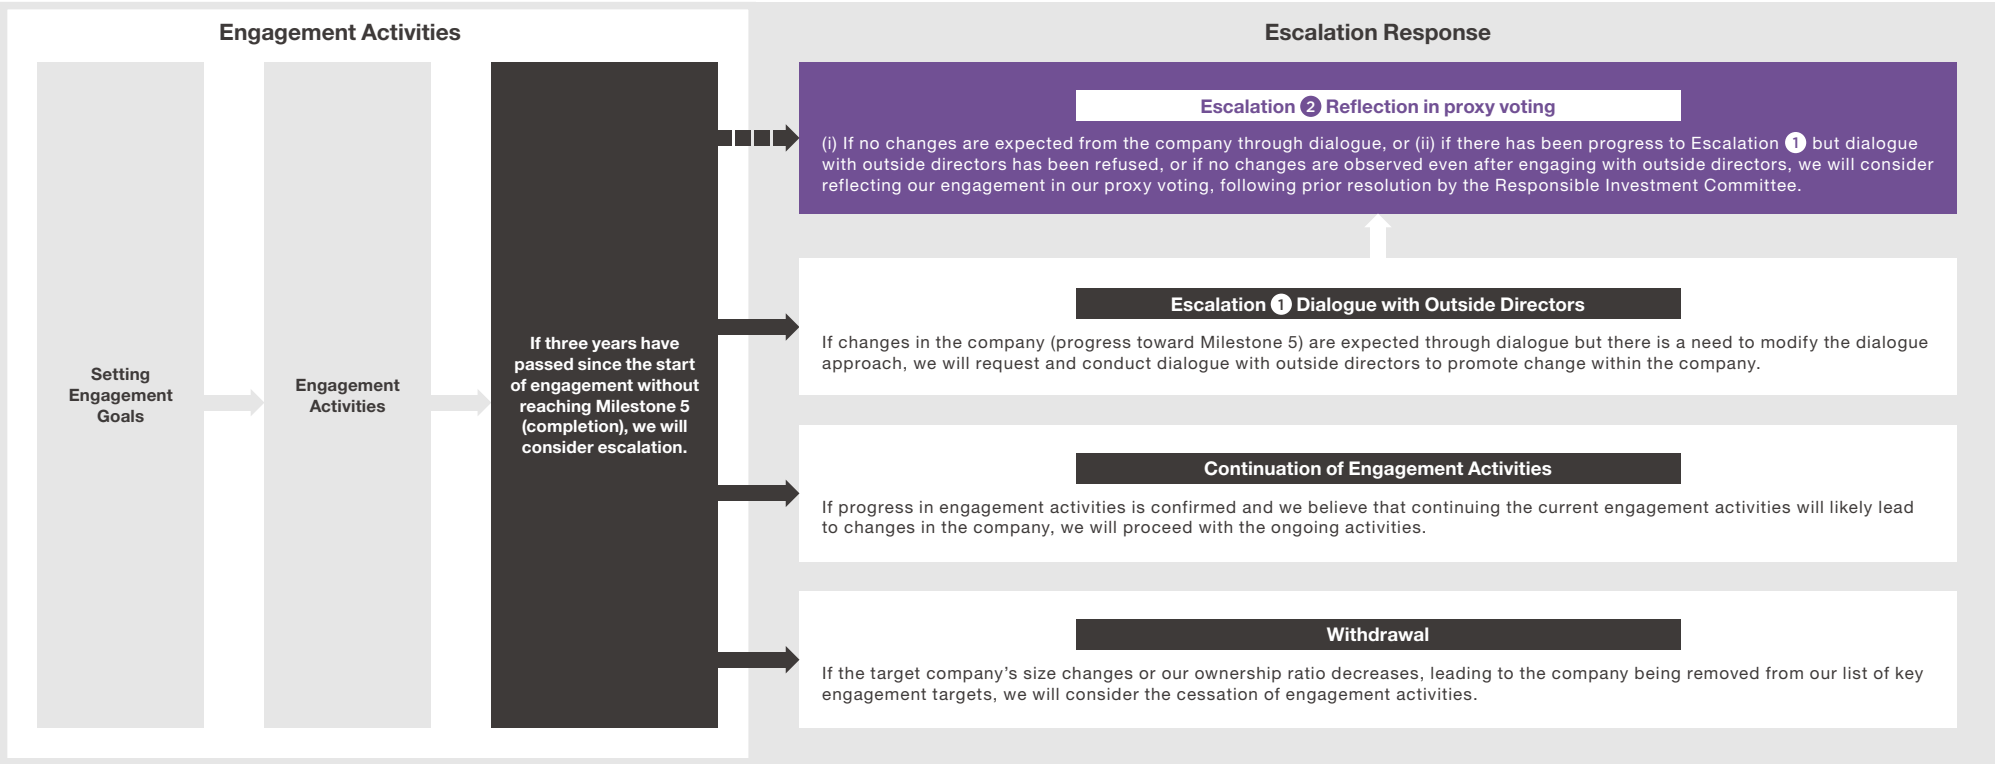 Engagement Activities
Setting
Engagement
Goals
Engagement
Activities
If three years have
passed since the start
of engagement without
reaching Milestone 5
(completion), we will
consider escalation.
Escalation Response
Escalation ❷ Reflection in proxy voting
(i) If no changes are expected from the company through dialogue, or (ii) if there has been progress to Escalation ❶ but dialogue
with outside directors has been refused, or if no changes are observed even after engaging with outside directors, we will consider
reflecting our engagement in our proxy voting, following prior resolution by the Responsible Investment Committee.
Escalation ❶ Dialogue with Outside Directors
If changes in the company (progress toward Milestone 5) are expected through dialogue but there is a need to modify the dialogue
approach, we will request and conduct dialogue with outside directors to promote change within the company.
Continuation of Engagement Activities
If progress in engagement activities is confirmed and we believe that continuing the current engagement activities will likely lead
to changes in the company, we will proceed with the ongoing activities.
Withdrawal
If the target company’s size changes or our ownership ratio decreases, leading to the company being removed from our list of key
engagement targets, we will consider the cessation of engagement activities.